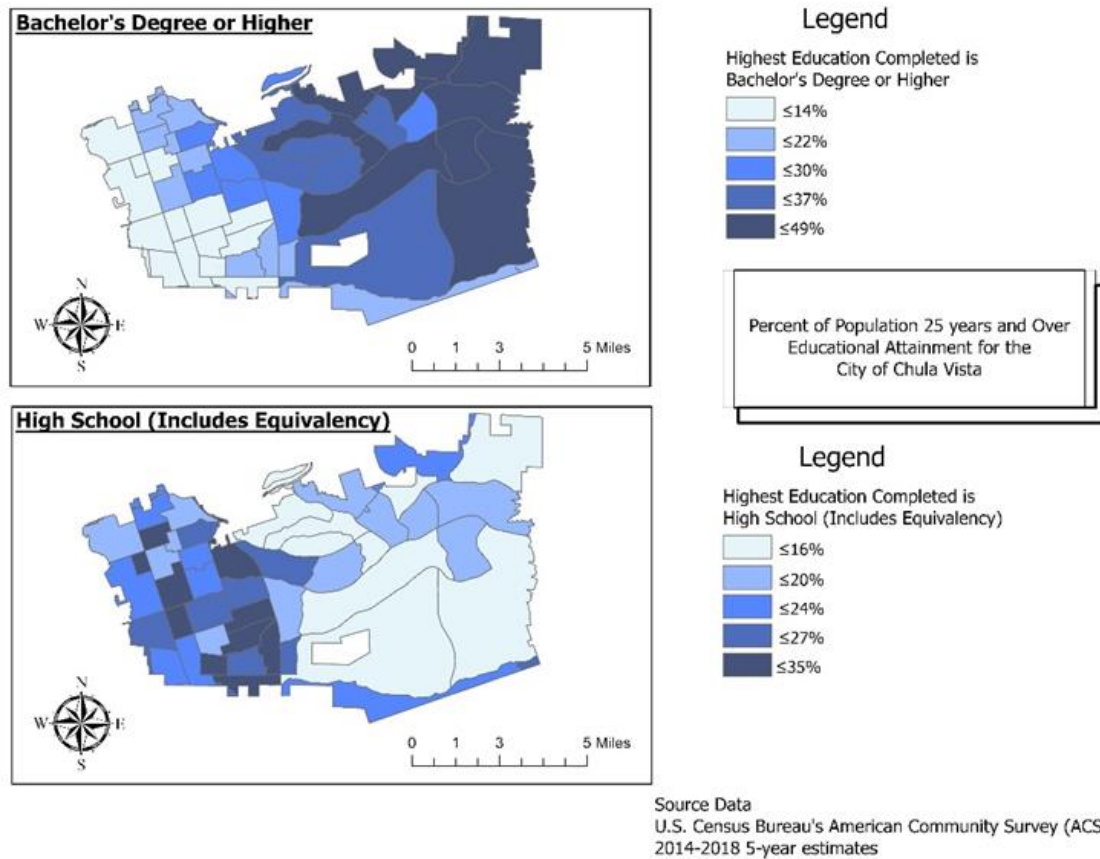 Bachelor's Degree or Higher
N
W E
S
0 1 3 5 Miles
Legend
Highest Education Completed is
Bachelor's Degree or Higher
≤14%
≤22%
≤30%
≤37%
≤49%
Percent of Population 25 years and Over
Educational Attainment for the
City of Chula Vista
High School (Includes Equivalency)
N
W E
S
0 1 3 5 Miles
Legend
Highest Education Completed is
High School (Includes Equivalency)
≤16%
≤20%
≤24%
≤27%
≤35%
Source Data
U.S. Census Bureau's American Community Survey (ACS
2014-2018 5-year estimates